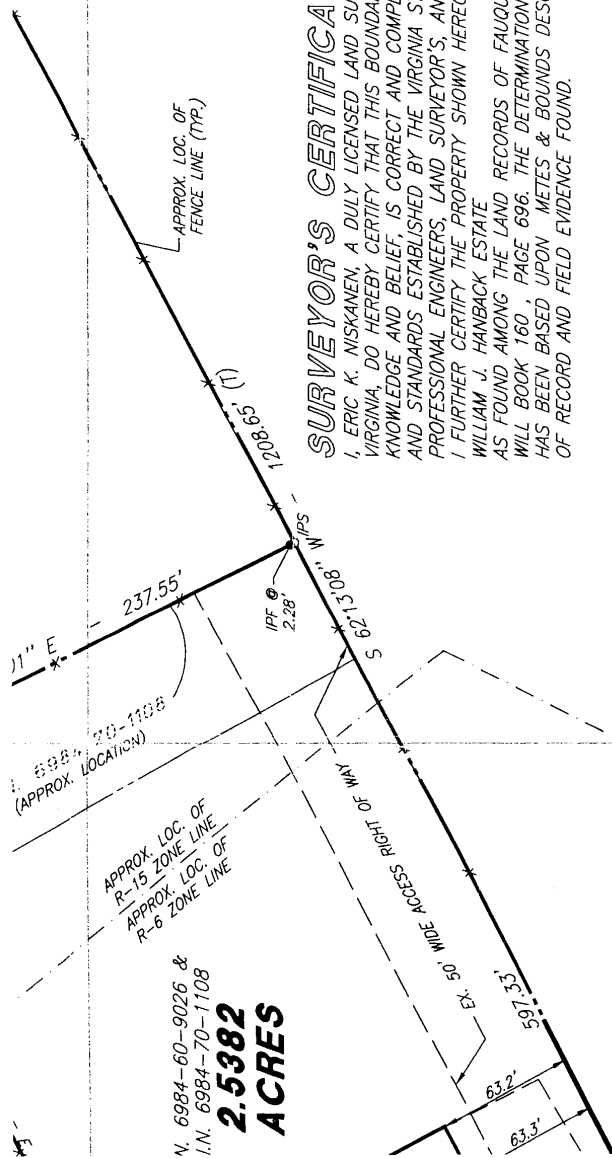 APPROX. LOC. OF
FENCE LINE (TYP.)
1208.65' (T)
01" E
237.55'
IPF @
2.28'
IPS
S 62°13'08" W
6984-70-1108
(APPROX. LOCATION)
APPROX. LOC. OF
R-15 ZONE LINE
APPROX. LOC. OF
R-6 ZONE LINE
EX. 50' WIDE ACCESS RIGHT OF WAY
N. 6984-60-9026 &
I.N. 6984-70-1108
2.5382
ACRES
597.33'
63.2'
63.3'
E
SURVEYOR'S CERTIFICA
I, ERIC K. NISKANEN, A DULY LICENSED LAND SU
VIRGINIA, DO HEREBY CERTIFY THAT THIS BOUNDA
KNOWLEDGE AND BELIEF, IS CORRECT AND COMPL
AND STANDARDS ESTABLISHED BY THE VIRGINIA S
PROFESSIONAL ENGINEERS, LAND SURVEYOR'S, AN
I FURTHER CERTIFY THE PROPERTY SHOWN HEREO
WILLIAM J. HANBACK ESTATE
AS FOUND AMONG THE LAND RECORDS OF FAUQU
WILL BOOK 160 , PAGE 696. THE DETERMINATION
HAS BEEN BASED UPON METES & BOUNDS DESC
OF RECORD AND FIELD EVIDENCE FOUND.